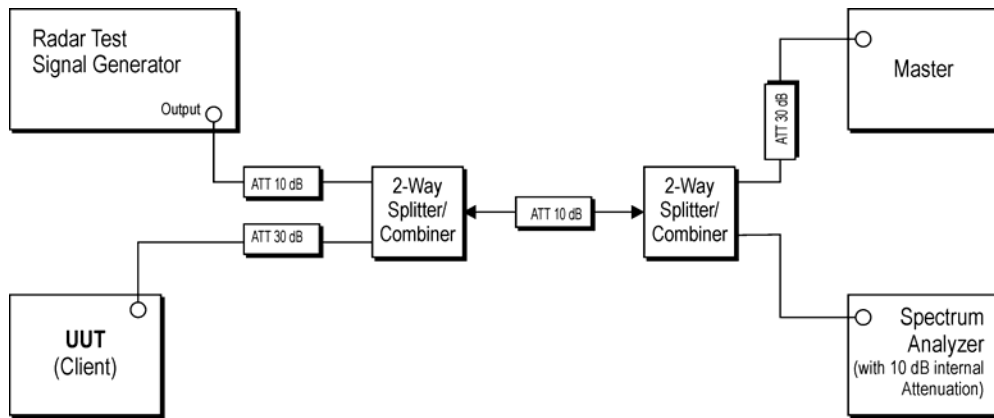 Radar Test
Signal Generator
Output
ATT 10 dB
ATT 30 dB
2-Way
Splitter/
Combiner
ATT 10 dB
2-Way
Splitter/
Combiner
ATT 30 dB
Master
UUT
(Client)
Spectrum
Analyzer
(with 10 dB internal
Attenuation)